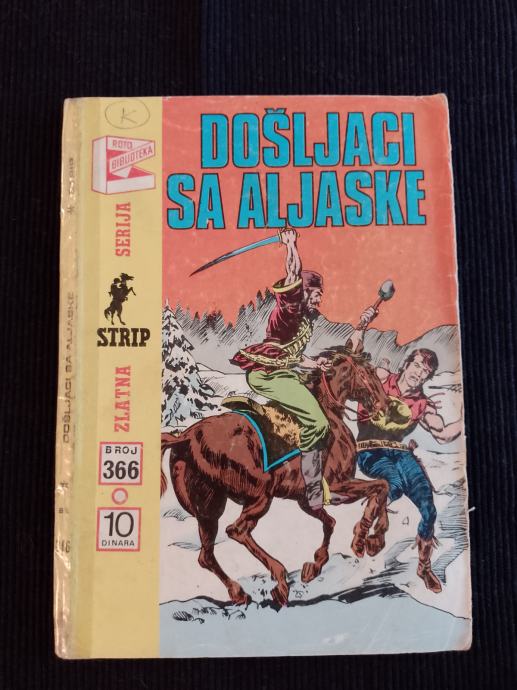 K
ROTO
BIBLIOTEKA
DOŠLJACI
SA ALJASKE
ZLATNA
STRIP
SERIJA
BROJ
366
10
DINARA
DOŠLJACI SA ALJASKE